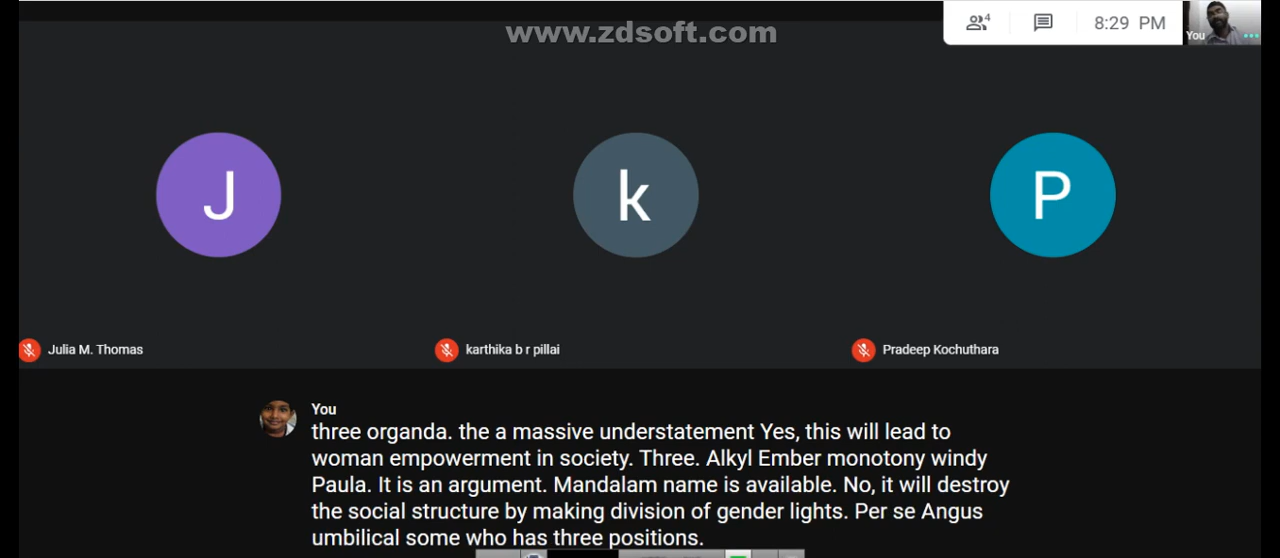 www.zdsoft.com
4
8:29 PM
You
J
k
P
Julia M. Thomas
karthika b r pillai
Pradeep Kochuthara
You
three organda. the a massive understatement Yes, this will lead to
woman empowerment in society. Three. Alkyl Ember monotony windy
Paula. It is an argument. Mandalam name is available. No, it will destroy
the social structure by making division of gender lights. Per se Angus
umbilical some who has three positions.